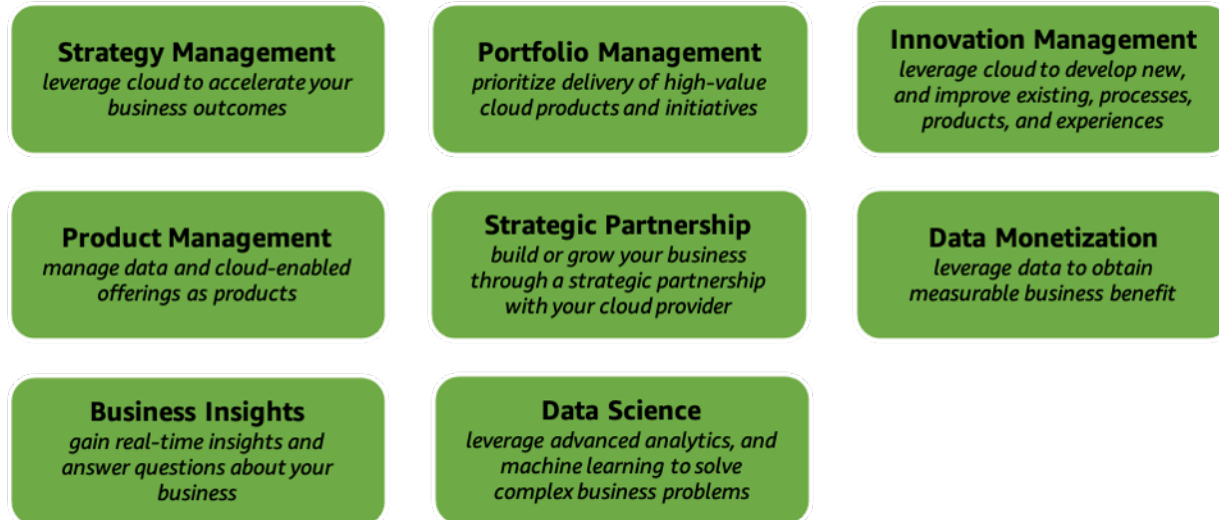 Strategy Management
leverage cloud to accelerate your
business outcomes
Portfolio Management
prioritize delivery of high-value
cloud products and initiatives
Innovation Management
leverage cloud to develop new,
and improve existing, processes,
products, and experiences
Product Management
manage data and cloud-enabled
offerings as products
Strategic Partnership
build or grow your business
through a strategic partnership
with your cloud provider
Data Monetization
leverage data to obtain
measurable business benefit
Business Insights
gain real-time insights and
answer questions about your
business
Data Science
leverage advanced analytics, and
machine learning to solve
complex business problems